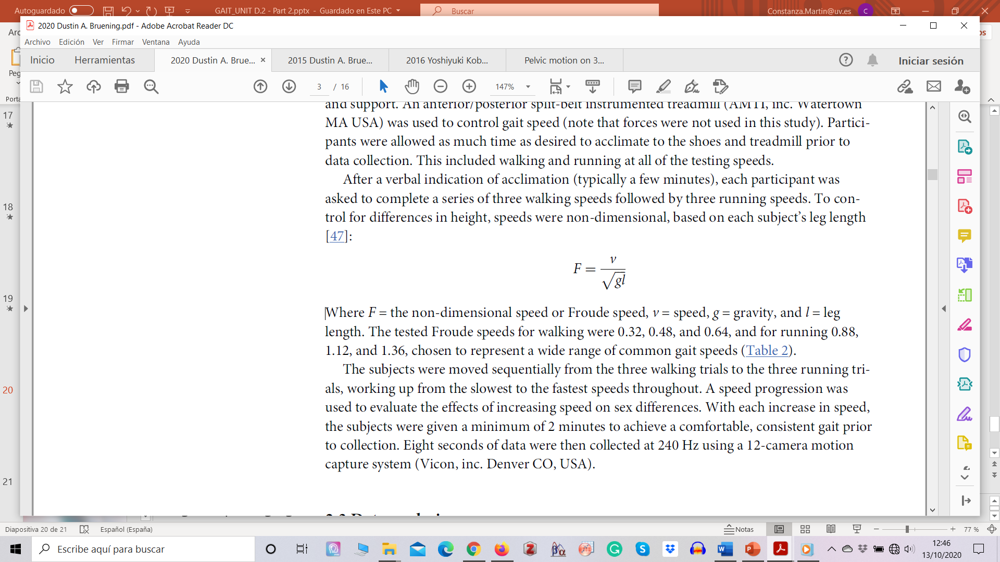 Autoguardado
GAIT_UNIT D.2 - Part 2.pptx - Guardado en Este PC
Buscar
Constanza.Martin@uv.es
C
2020 Dustin A. Bruening.pdf - Adobe Acrobat Reader DC
Archivo Edición Ver Firmar Ventana Ayuda
Inicio Herramientas 2020 Dustin A. Brue... 2015 Dustin A. Brue... 2016 Yoshiyuki Kob... Pelvic motion on 3... Iniciar sesión
3 / 16 147%
Peg
Porta
17
18
19
20
21
and support. An anterior/posterior split-belt instrumented treadmill (AMTI, inc. Watertown
MA USA) was used to control gait speed (note that forces were not used in this study). Partici-
pants were allowed as much time as desired to acclimate to the shoes and treadmill prior to
data collection. This included walking and running at all of the testing speeds.
After a verbal indication of acclimation (typically a few minutes), each participant was
asked to complete a series of three walking speeds followed by three running speeds. To con-
trol for differences in height, speeds were non-dimensional, based on each subject's leg length
[47]:
F = v / √gl
Where F = the non-dimensional speed or Froude speed, v = speed, g = gravity, and l = leg
length. The tested Froude speeds for walking were 0.32, 0.48, and 0.64, and for running 0.88,
1.12, and 1.36, chosen to represent a wide range of common gait speeds (Table 2).
The subjects were moved sequentially from the three walking trials to the three running tri-
als, working up from the slowest to the fastest speeds throughout. A speed progression was
used to evaluate the effects of increasing speed on sex differences. With each increase in speed,
the subjects were given a minimum of 2 minutes to achieve a comfortable, consistent gait prior
to collection. Eight seconds of data were then collected at 240 Hz using a 12-camera motion
capture system (Vicon, inc. Denver CO, USA).
Diapositiva 20 de 21 Español (España) Notas 77 %
Escribe aquí para buscar
12:46
13/10/2020